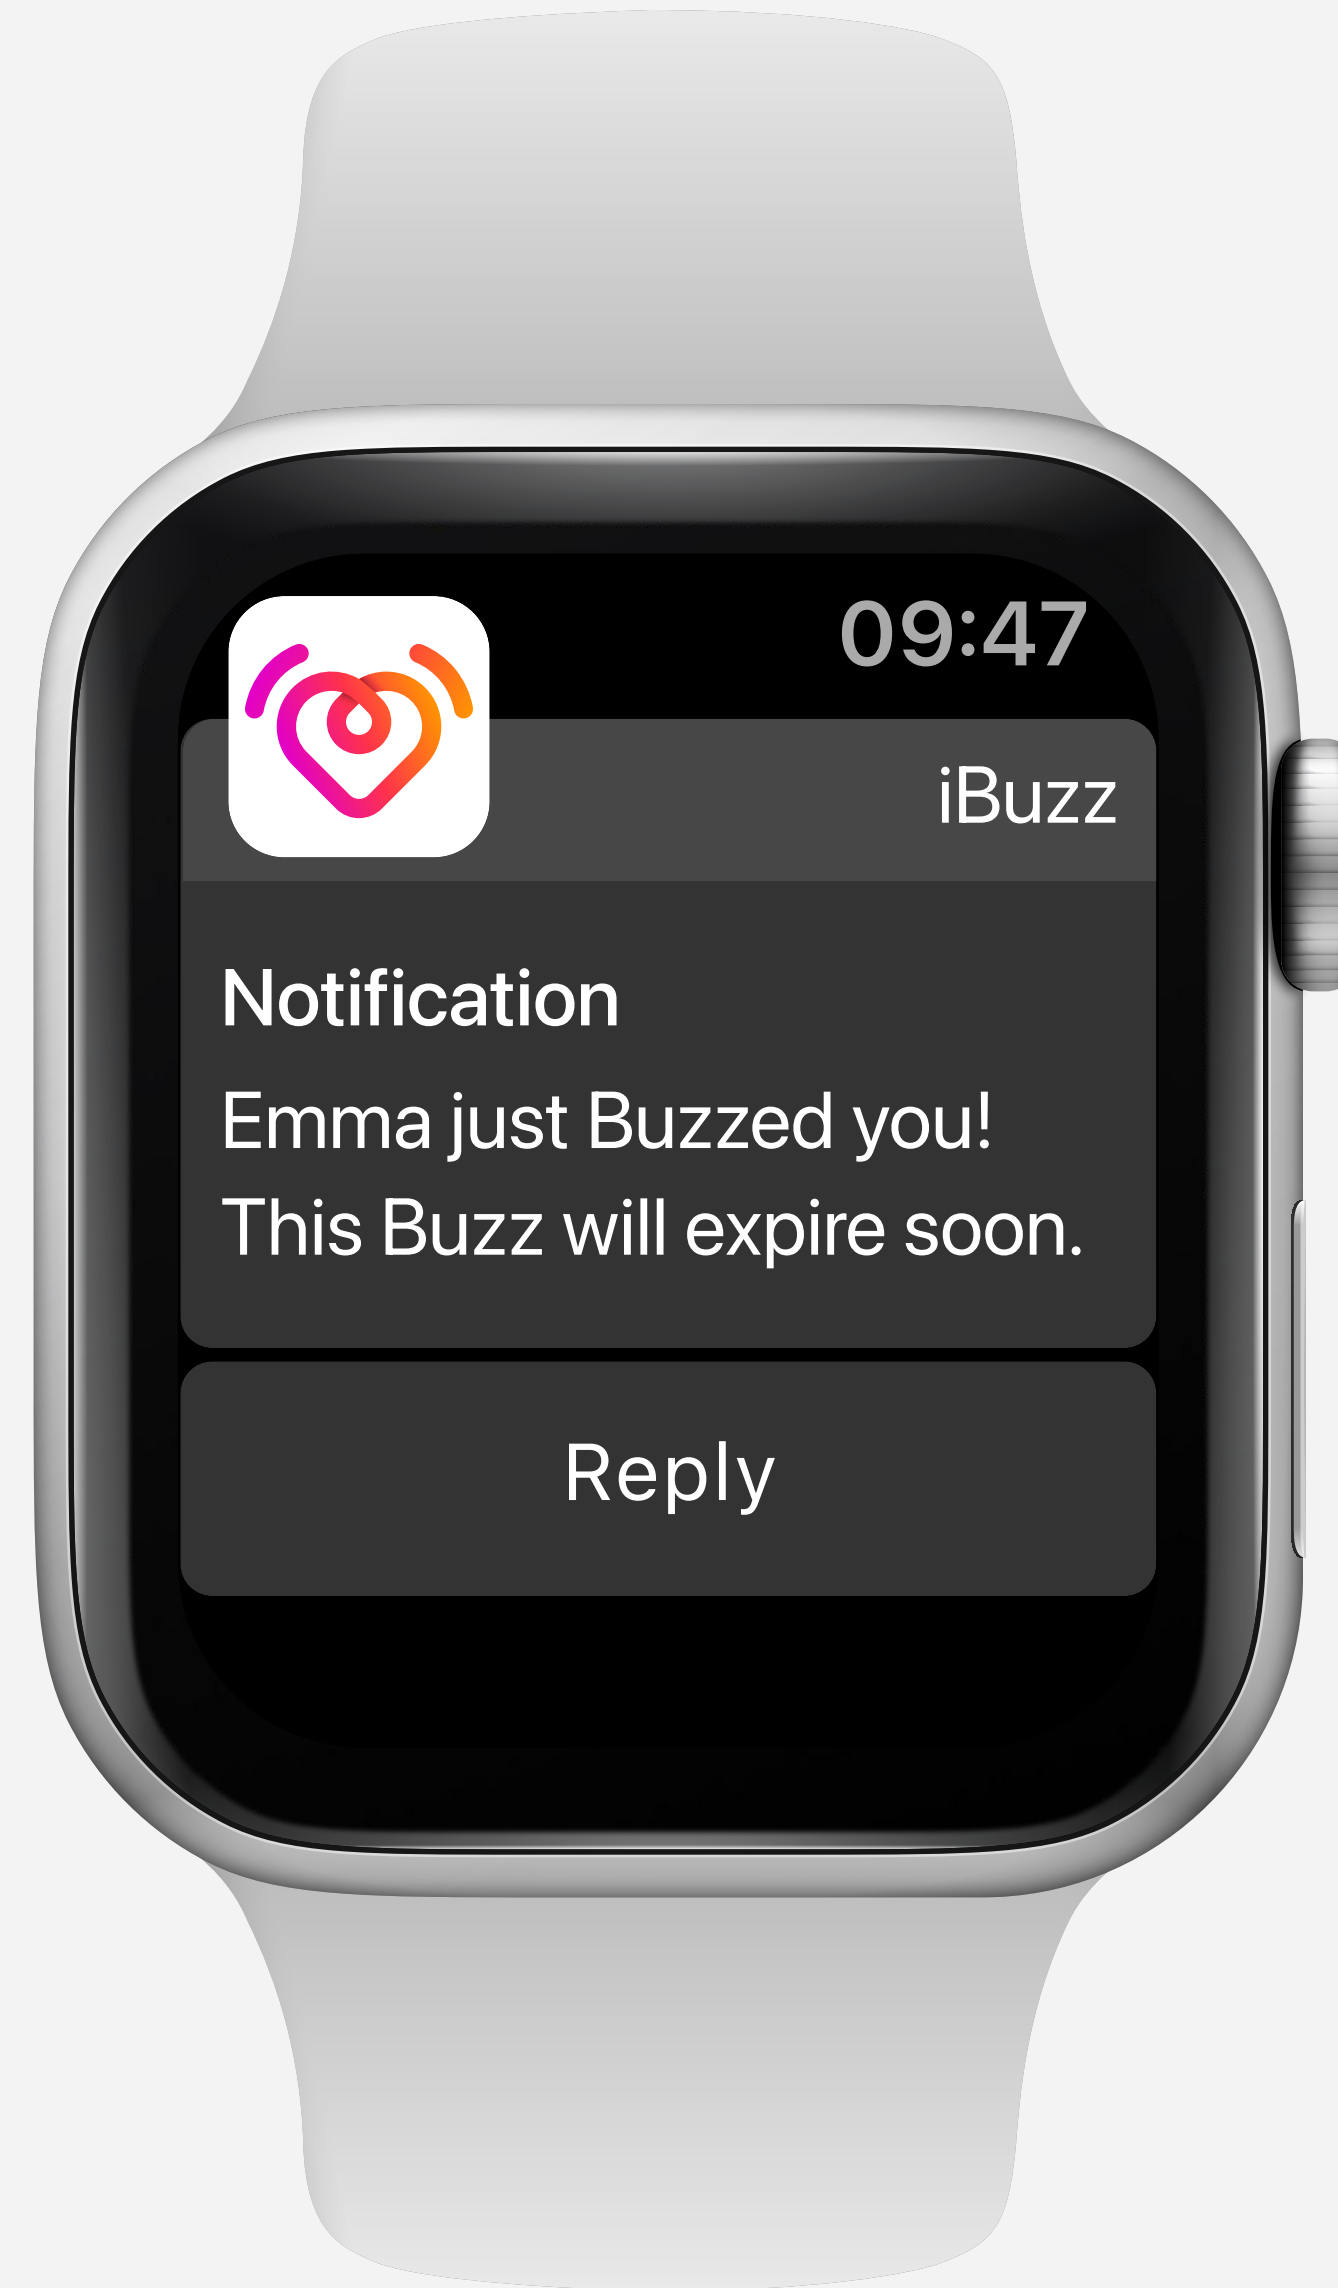 09:47
iBuzz
Notification
Emma just Buzzed you!
This Buzz will expire soon.
Reply